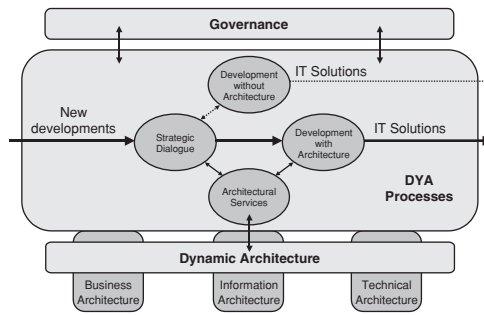 Governance
Development
without
Architecture
IT Solutions
New
developments
Strategic
Dialogue
Development
with
Architecture
IT Solutions
Architectural
Services
DYA
Processes
Dynamic Architecture
Business
Architecture
Information
Architecture
Technical
Architecture